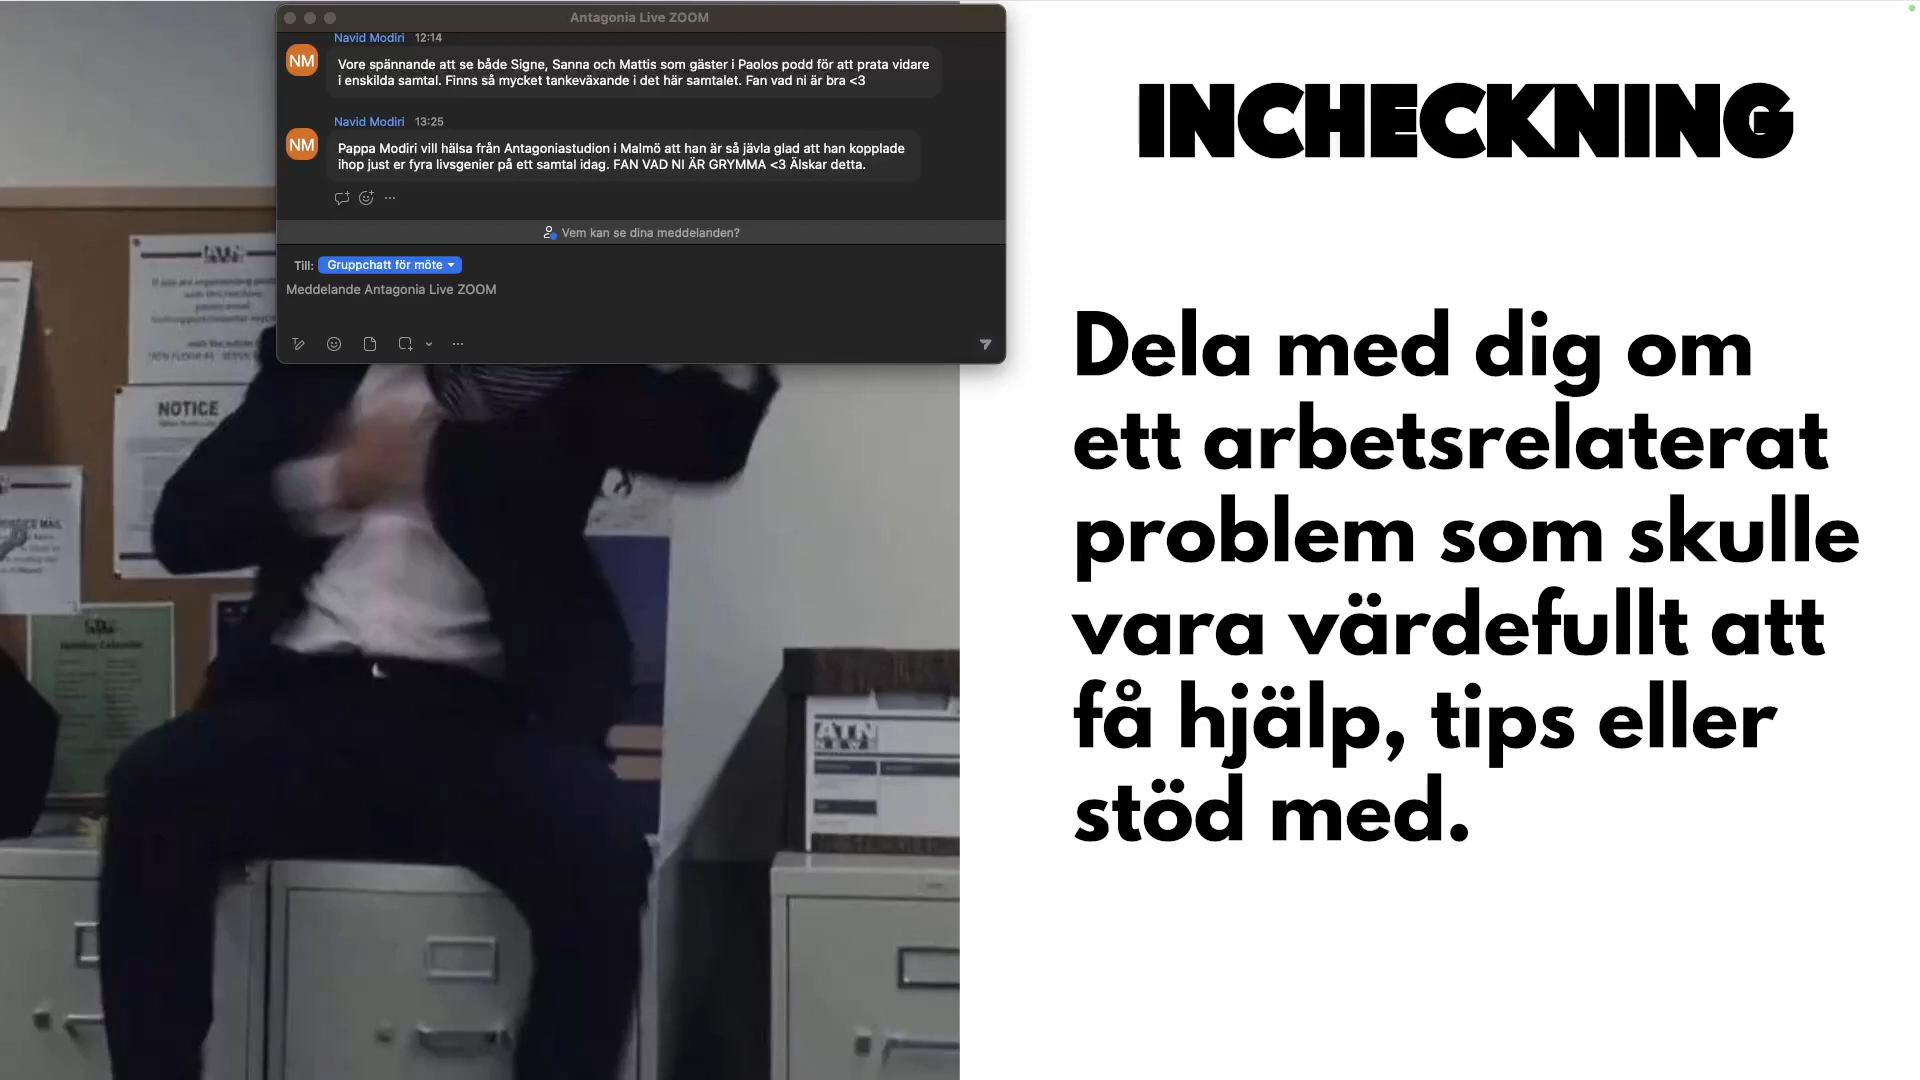 Antagonia Live ZOOM
Navid Modiri 12:14
NM
Vore spännande att se både Signe, Sanna och Mattis som gäster i Paolos podd för att prata vidare
i enskilda samtal. Finns så mycket tankeväxande i det här samtalet. Fan vad ni är bra <3
Navid Modiri 13:25
NM
Pappa Modiri vill hälsa från Antagoniastudion i Malmö att han är så jävla glad att han kopplade
ihop just er fyra livsgenier på ett samtal idag. FAN VAD NI ÄR GRYMMA <3 Älskar detta.
Vem kan se dina meddelanden?
Till: Gruppchatt för möte
Meddelande Antagonia Live ZOOM
INCHECKNING
Dela med dig om
ett arbetsrelaterat
problem som skulle
vara värdefullt att
få hjälp, tips eller
stöd med.
ATN
NOTICE
ATN
NEWS